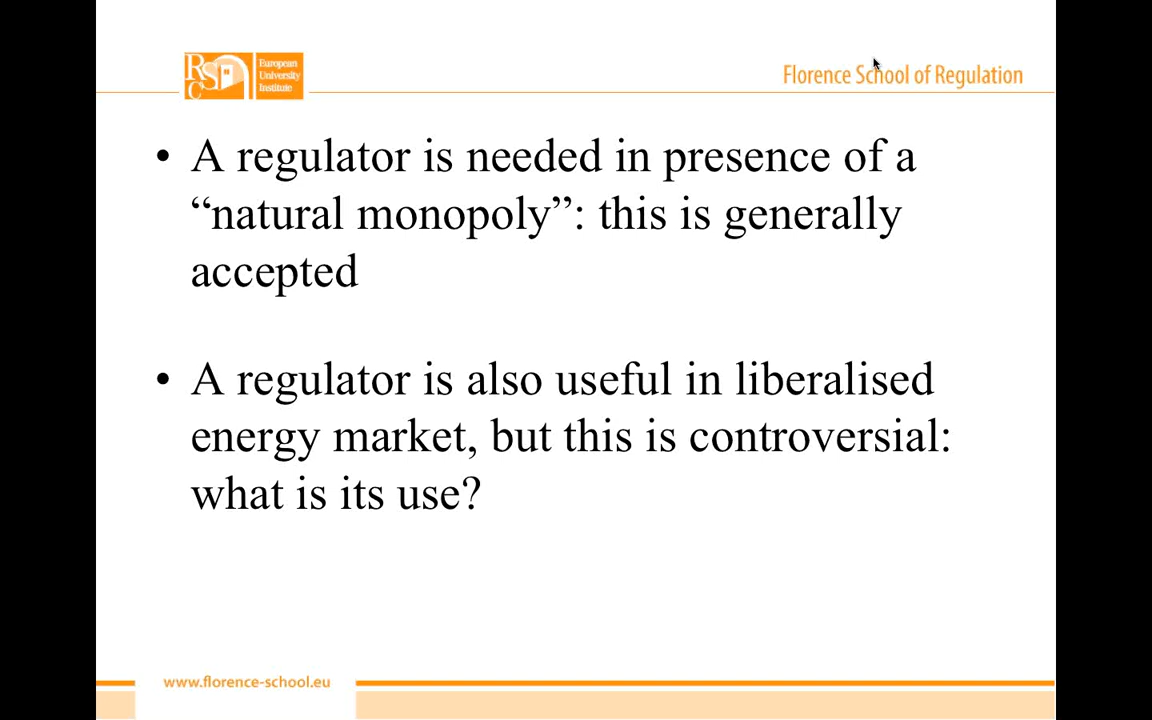 RSC
European
University
Institute
Florence School of Regulation
• A regulator is needed in presence of a
“natural monopoly”: this is generally
accepted
• A regulator is also useful in liberalised
energy market, but this is controversial:
what is its use?
www.florence-school.eu